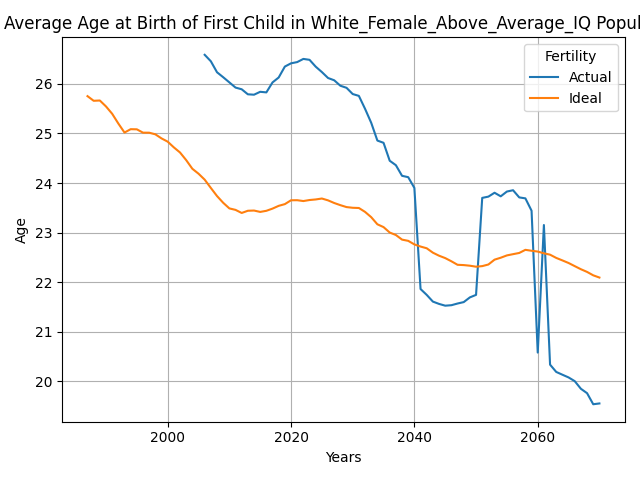 Average Age at Birth of First Child in White_Female_Above_Average_IQ Popul
Fertility
Actual
Ideal
26
25
24
23
22
21
20
Age
2000 2020 2040 2060
Years